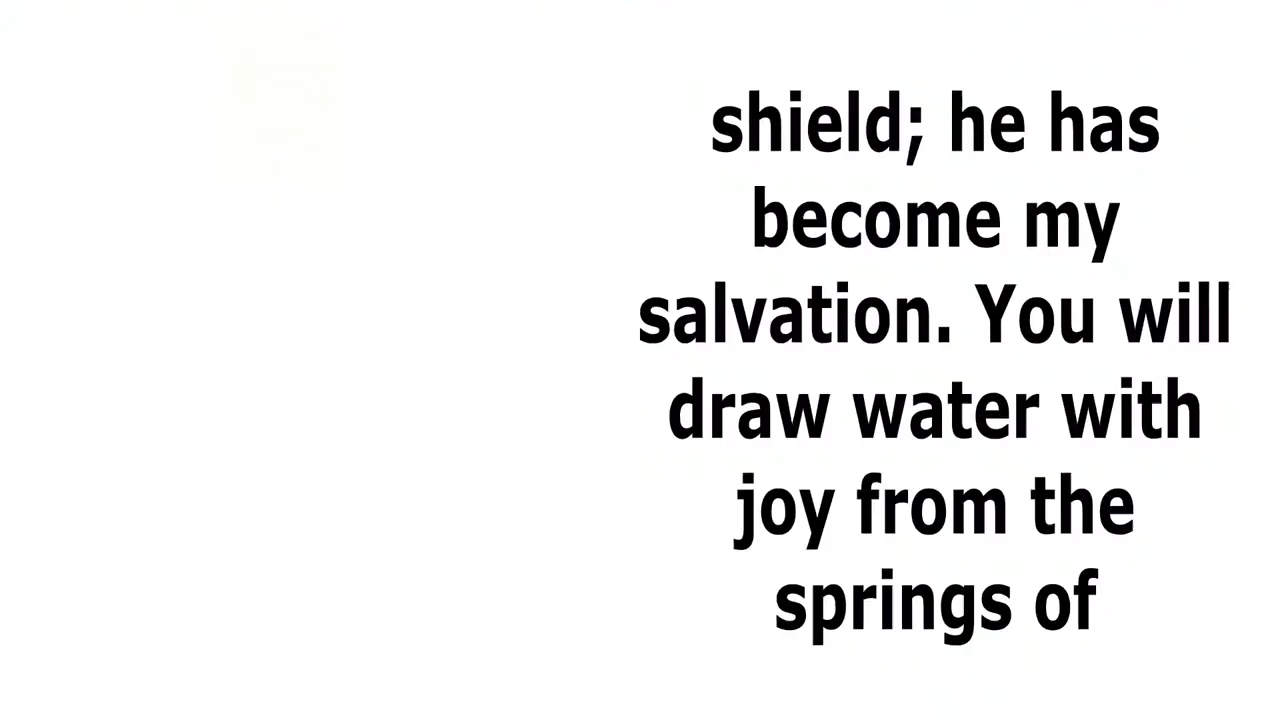 shield; he has
become my
salvation. You will
draw water with
joy from the
springs of